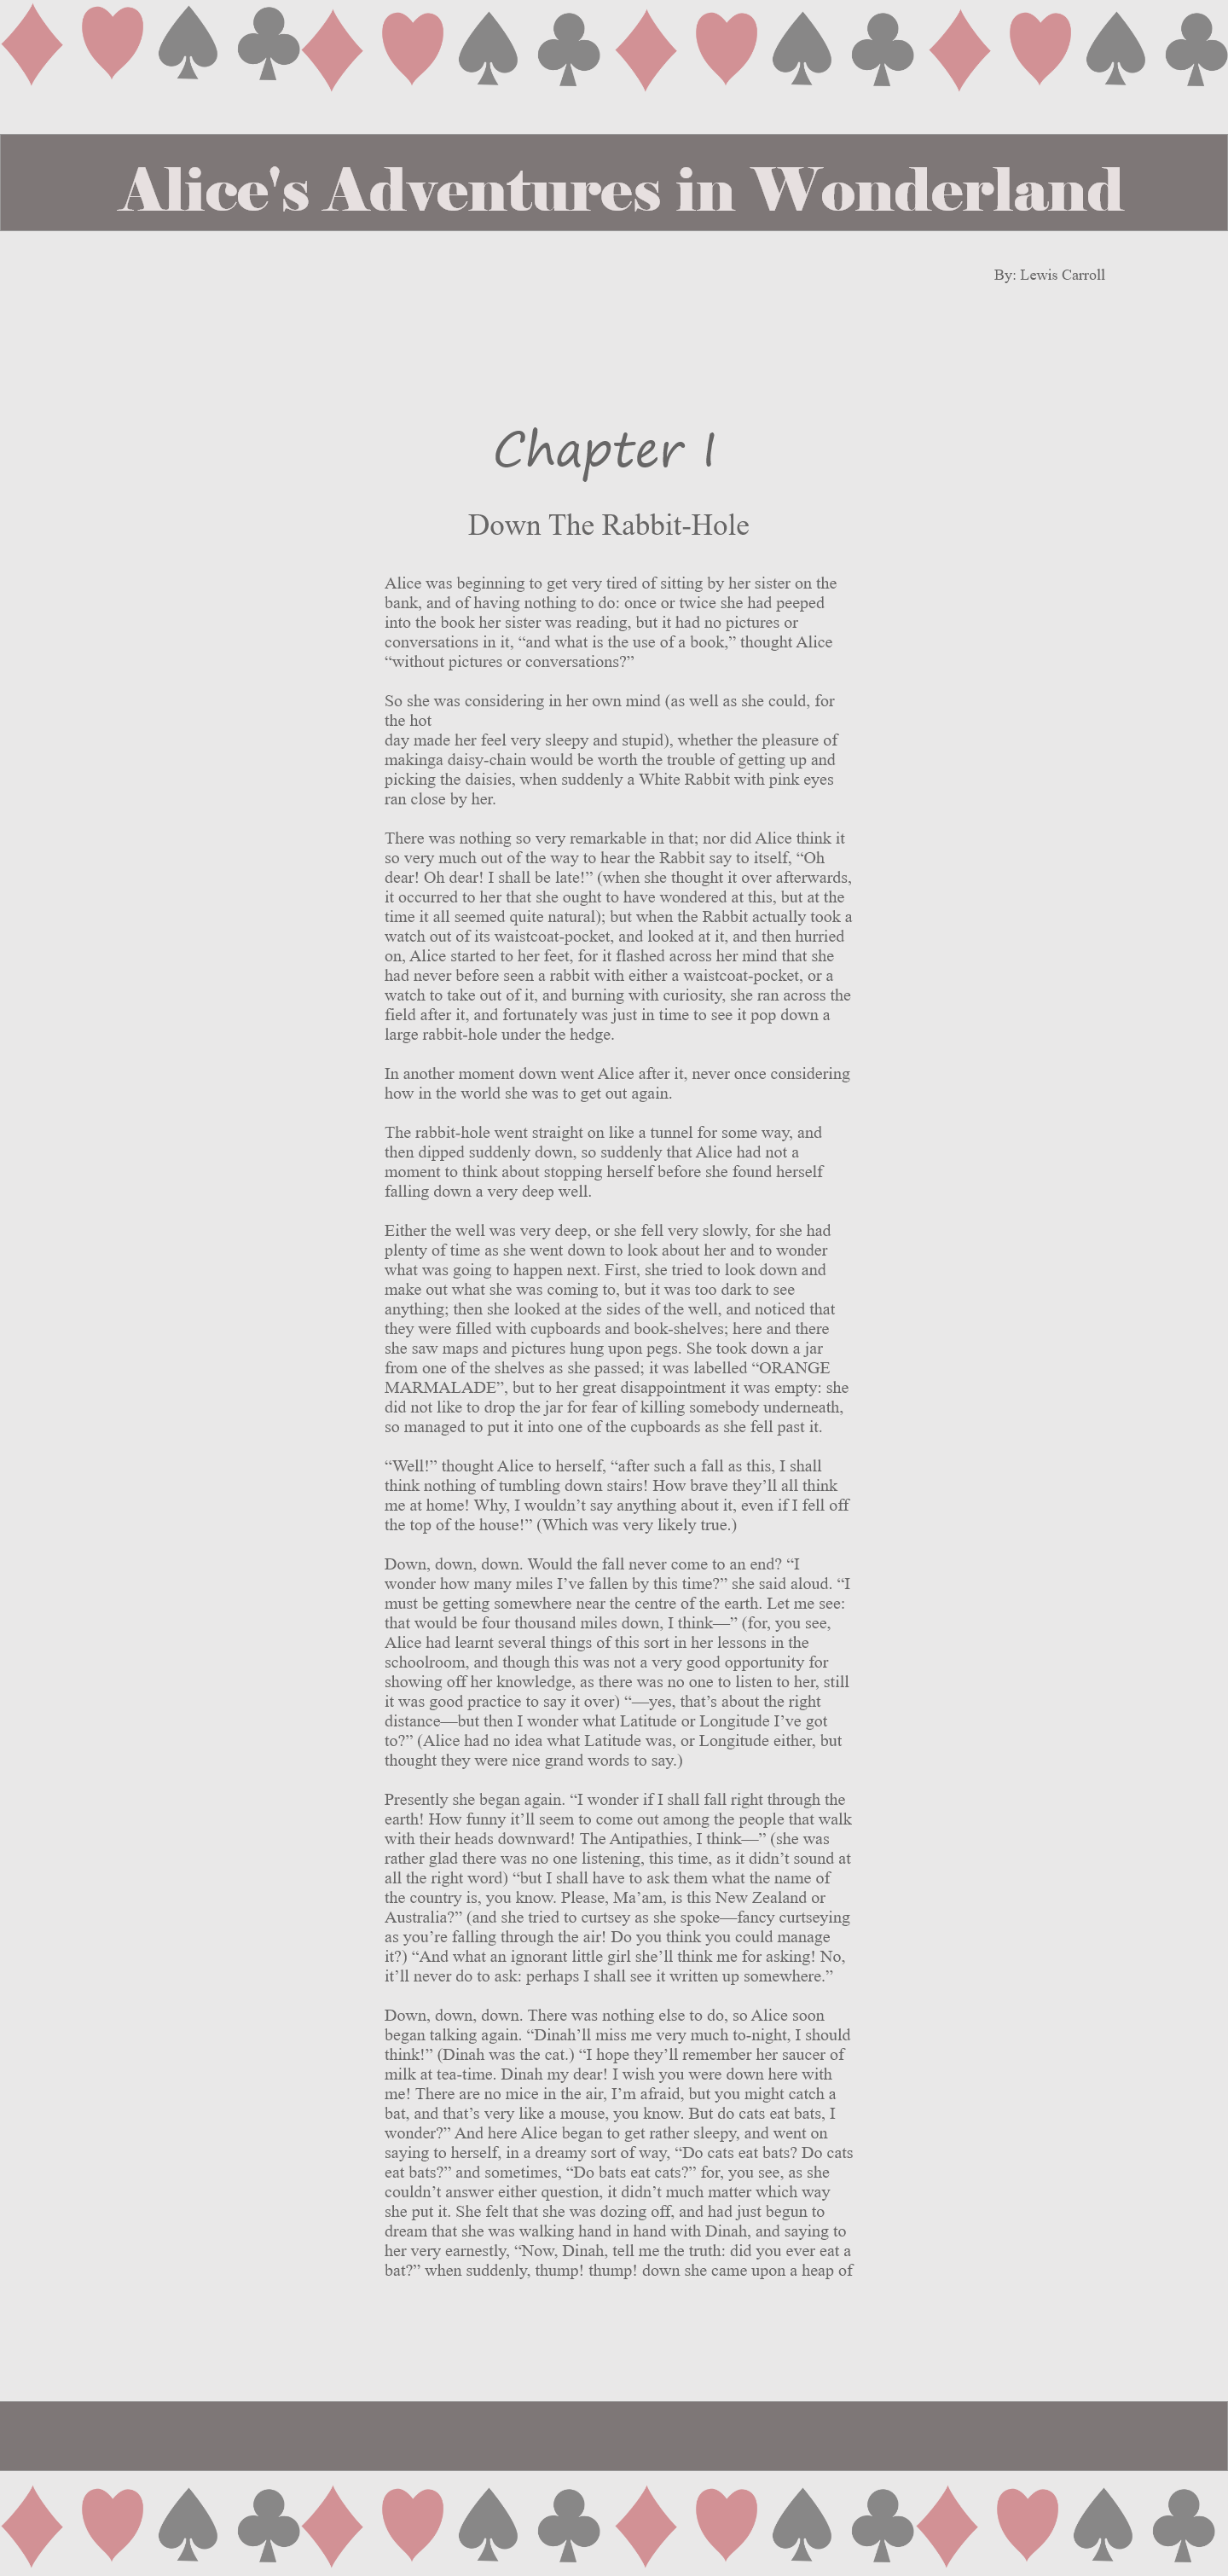 Alice's Adventures in Wonderland
By: Lewis Carroll
Chapter I
Down The Rabbit-Hole
Alice was beginning to get very tired of sitting by her sister on the
bank, and of having nothing to do: once or twice she had peeped
into the book her sister was reading, but it had no pictures or
conversations in it, “and what is the use of a book,” thought Alice
“without pictures or conversations?”
So she was considering in her own mind (as well as she could, for
the hot
day made her feel very sleepy and stupid), whether the pleasure of
makinga daisy-chain would be worth the trouble of getting up and
picking the daisies, when suddenly a White Rabbit with pink eyes
ran close by her.
There was nothing so very remarkable in that; nor did Alice think it
so very much out of the way to hear the Rabbit say to itself, “Oh
dear! Oh dear! I shall be late!” (when she thought it over afterwards,
it occurred to her that she ought to have wondered at this, but at the
time it all seemed quite natural); but when the Rabbit actually took a
watch out of its waistcoat-pocket, and looked at it, and then hurried
on, Alice started to her feet, for it flashed across her mind that she
had never before seen a rabbit with either a waistcoat-pocket, or a
watch to take out of it, and burning with curiosity, she ran across the
field after it, and fortunately was just in time to see it pop down a
large rabbit-hole under the hedge.
In another moment down went Alice after it, never once considering
how in the world she was to get out again.
The rabbit-hole went straight on like a tunnel for some way, and
then dipped suddenly down, so suddenly that Alice had not a
moment to think about stopping herself before she found herself
falling down a very deep well.
Either the well was very deep, or she fell very slowly, for she had
plenty of time as she went down to look about her and to wonder
what was going to happen next. First, she tried to look down and
make out what she was coming to, but it was too dark to see
anything; then she looked at the sides of the well, and noticed that
they were filled with cupboards and book-shelves; here and there
she saw maps and pictures hung upon pegs. She took down a jar
from one of the shelves as she passed; it was labelled “ORANGE
MARMALADE”, but to her great disappointment it was empty: she
did not like to drop the jar for fear of killing somebody underneath,
so managed to put it into one of the cupboards as she fell past it.
“Well!” thought Alice to herself, “after such a fall as this, I shall
think nothing of tumbling down stairs! How brave they’ll all think
me at home! Why, I wouldn’t say anything about it, even if I fell off
the top of the house!” (Which was very likely true.)
Down, down, down. Would the fall never come to an end? “I
wonder how many miles I’ve fallen by this time?” she said aloud. “I
must be getting somewhere near the centre of the earth. Let me see:
that would be four thousand miles down, I think—” (for, you see,
Alice had learnt several things of this sort in her lessons in the
schoolroom, and though this was not a very good opportunity for
showing off her knowledge, as there was no one to listen to her, still
it was good practice to say it over) “—yes, that’s about the right
distance—but then I wonder what Latitude or Longitude I’ve got
to?” (Alice had no idea what Latitude was, or Longitude either, but
thought they were nice grand words to say.)
Presently she began again. “I wonder if I shall fall right through the
earth! How funny it’ll seem to come out among the people that walk
with their heads downward! The Antipathies, I think—” (she was
rather glad there was no one listening, this time, as it didn’t sound at
all the right word) “but I shall have to ask them what the name of
the country is, you know. Please, Ma’am, is this New Zealand or
Australia?” (and she tried to curtsey as she spoke—fancy curtseying
as you’re falling through the air! Do you think you could manage
it?) “And what an ignorant little girl she’ll think me for asking! No,
it’ll never do to ask: perhaps I shall see it written up somewhere.”
Down, down, down. There was nothing else to do, so Alice soon
began talking again. “Dinah’ll miss me very much to-night, I should
think!” (Dinah was the cat.) “I hope they’ll remember her saucer of
milk at tea-time. Dinah my dear! I wish you were down here with
me! There are no mice in the air, I’m afraid, but you might catch a
bat, and that’s very like a mouse, you know. But do cats eat bats, I
wonder?” And here Alice began to get rather sleepy, and went on
saying to herself, in a dreamy sort of way, “Do cats eat bats? Do cats
eat bats?” and sometimes, “Do bats eat cats?” for, you see, as she
couldn’t answer either question, it didn’t much matter which way
she put it. She felt that she was dozing off, and had just begun to
dream that she was walking hand in hand with Dinah, and saying to
her very earnestly, “Now, Dinah, tell me the truth: did you ever eat a
bat?” when suddenly, thump! thump! down she came upon a heap of